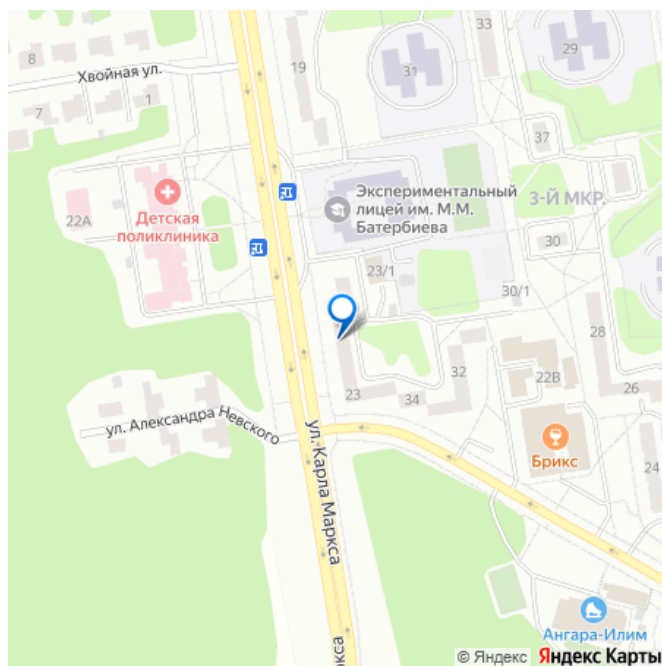 33
29
8
Хвойная ул.
19
31
7
1
37
Экспериментальный
лицей им. М.М.
Батербиева
3-Й МКР.
22А
Детская
поликлиника
23/1
30
30/1
28
32
22В
26
23
34
ул. Александра Невского
ул. Карла Маркса
Брикс
24
Ангара-Илим
кса
© Яндекс Яндекс Карты